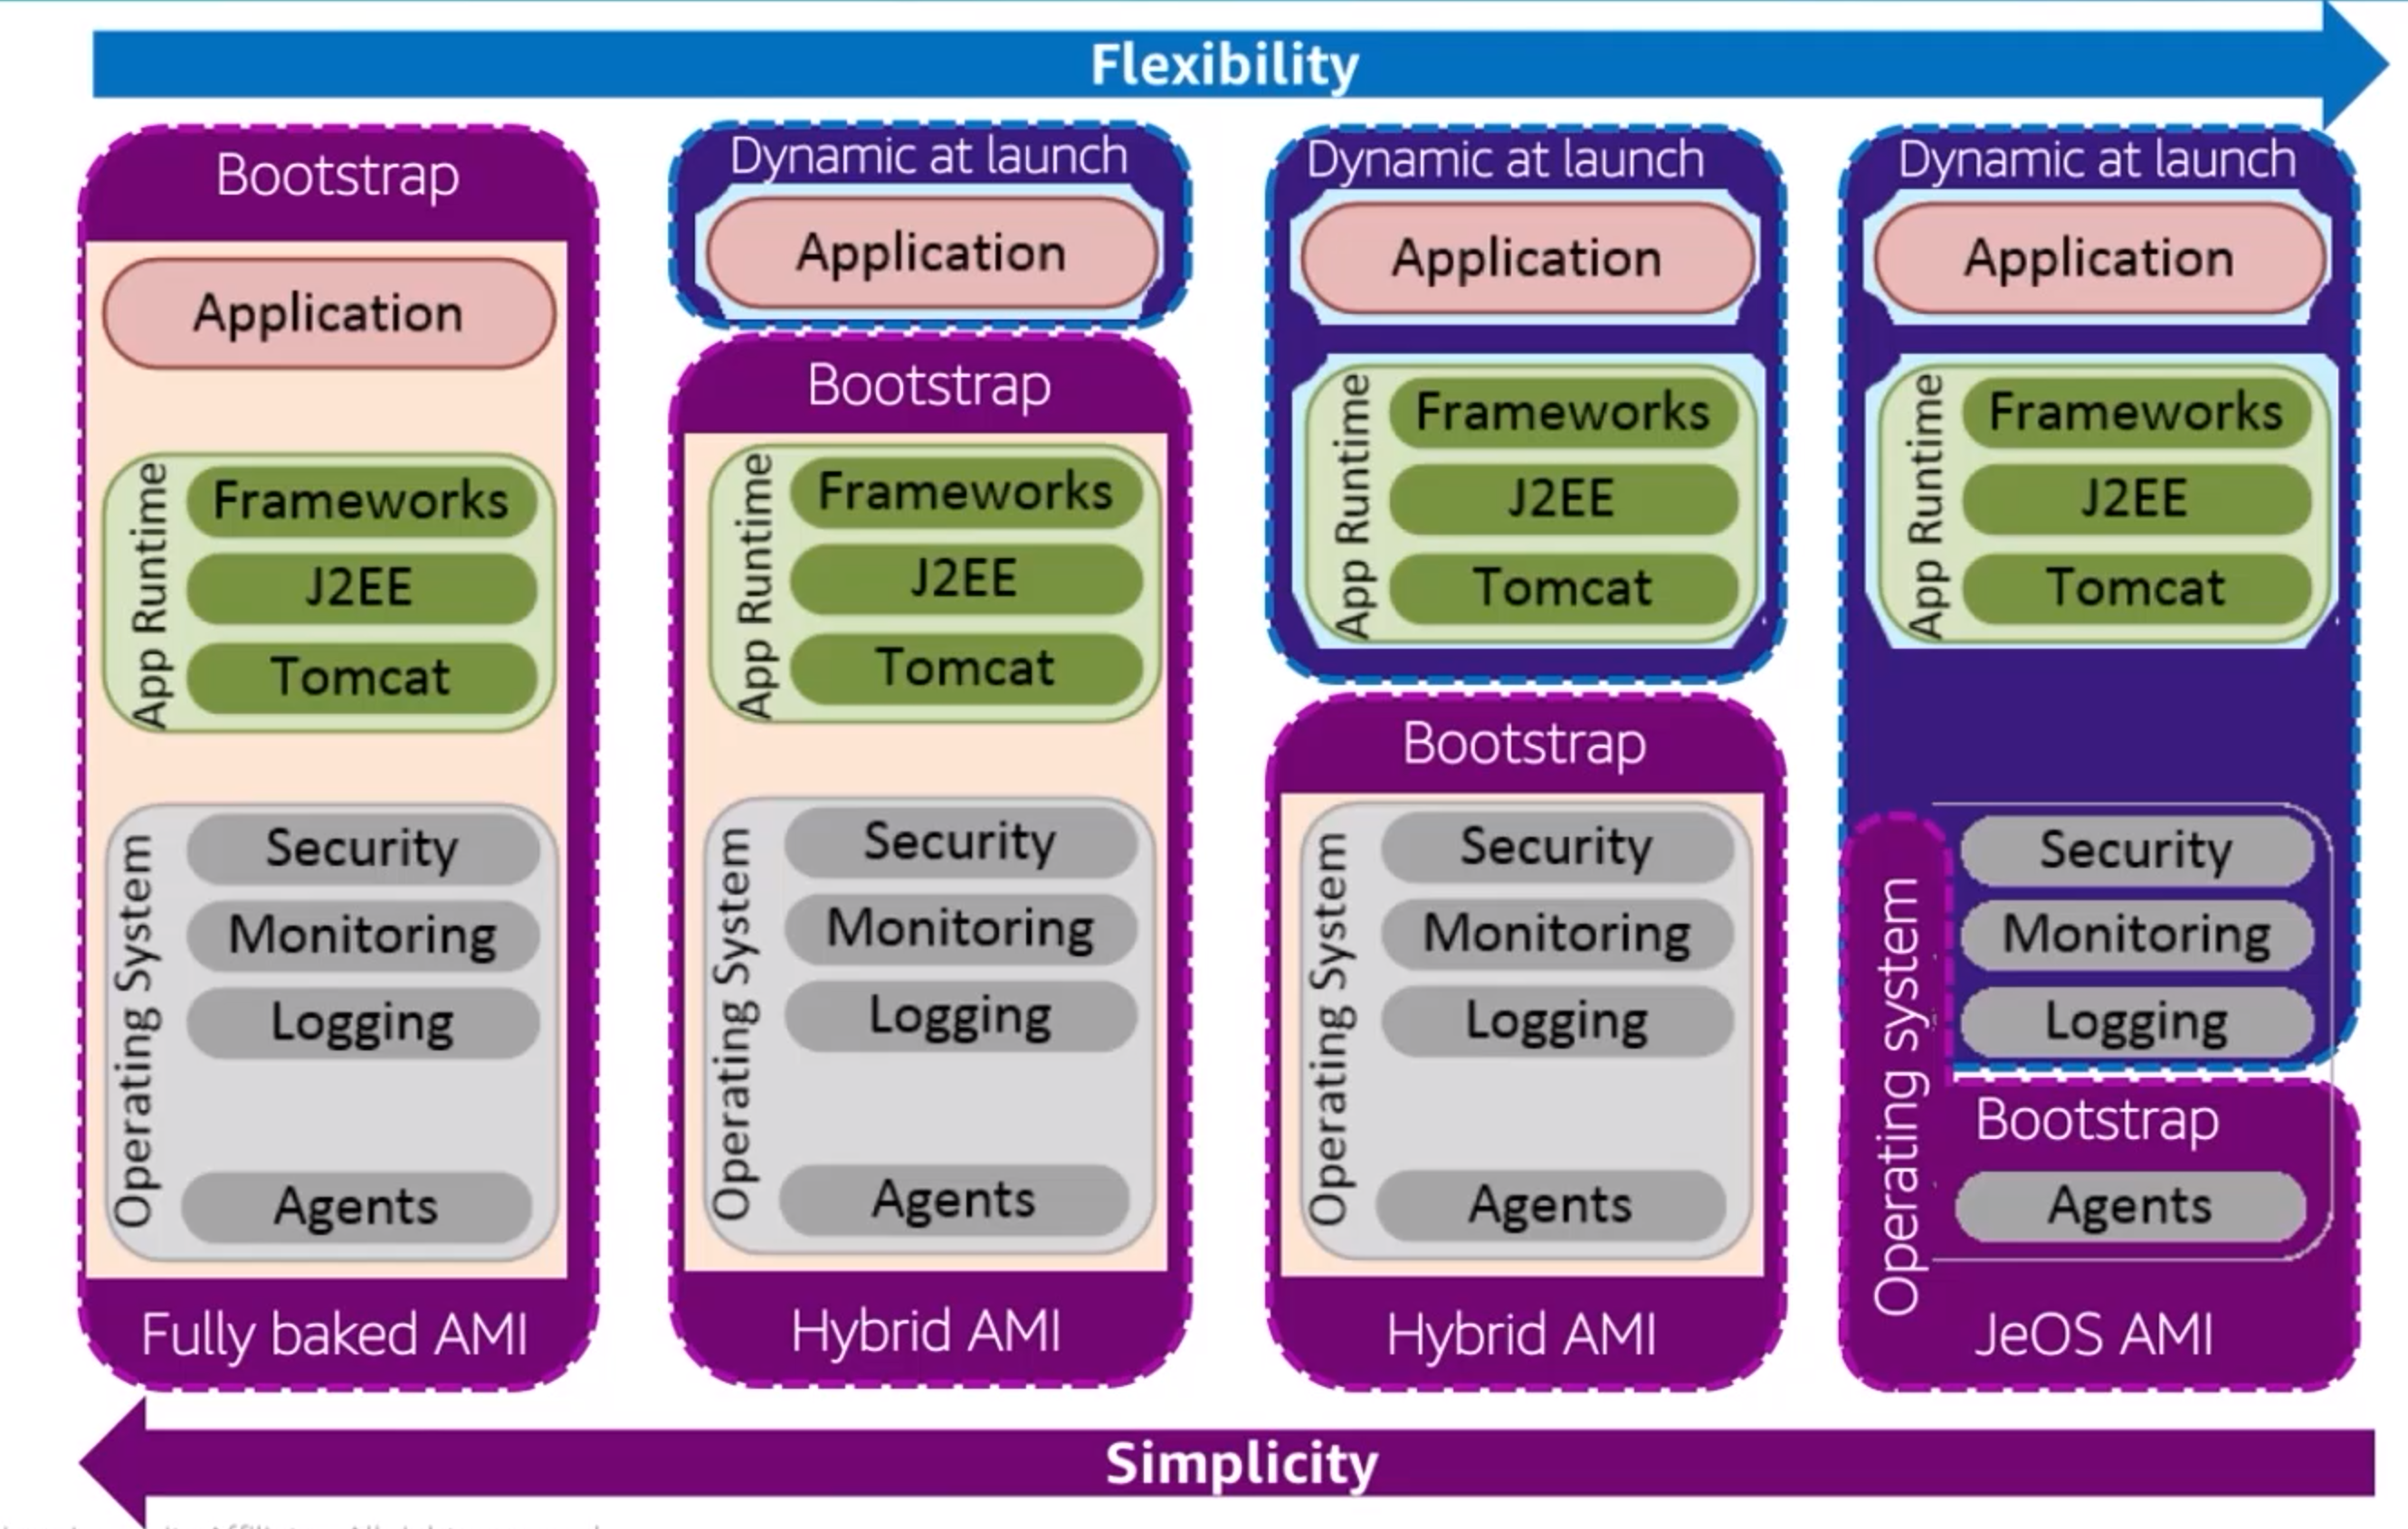 Flexibility
Bootstrap
Application
App Runtime
Frameworks
J2EE
Tomcat
Operating System
Security
Monitoring
Logging
Agents
Fully baked AMI
Dynamic at launch
Application
Bootstrap
App Runtime
Frameworks
J2EE
Tomcat
Operating System
Security
Monitoring
Logging
Agents
Hybrid AMI
Dynamic at launch
Application
App Runtime
Frameworks
J2EE
Tomcat
Bootstrap
Operating System
Security
Monitoring
Logging
Agents
Hybrid AMI
Dynamic at launch
Application
App Runtime
Frameworks
J2EE
Tomcat
Operating system
Security
Monitoring
Logging
Bootstrap
Agents
JeOS AMI
Simplicity